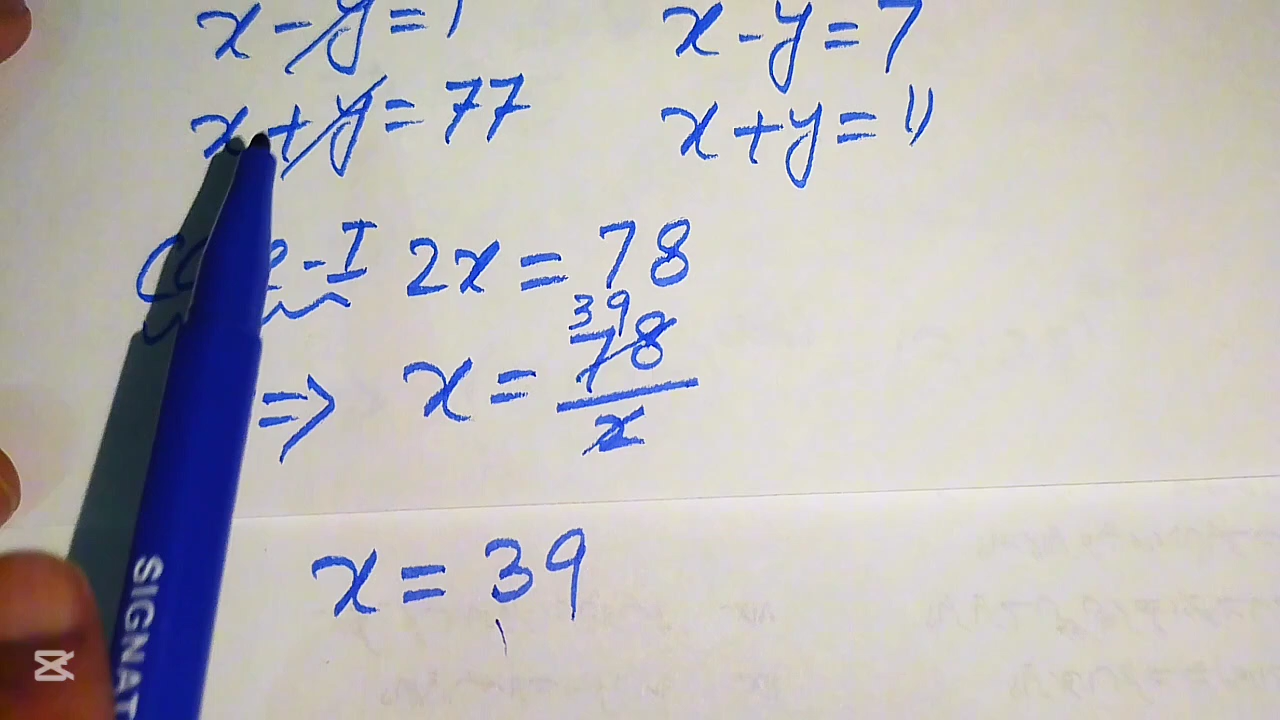 x - y = 1 x - y = 7
x + y = 77 x + y = 11
-I 2x = 78
39
⇒ x = 78/2
x = 39
SIGNAT